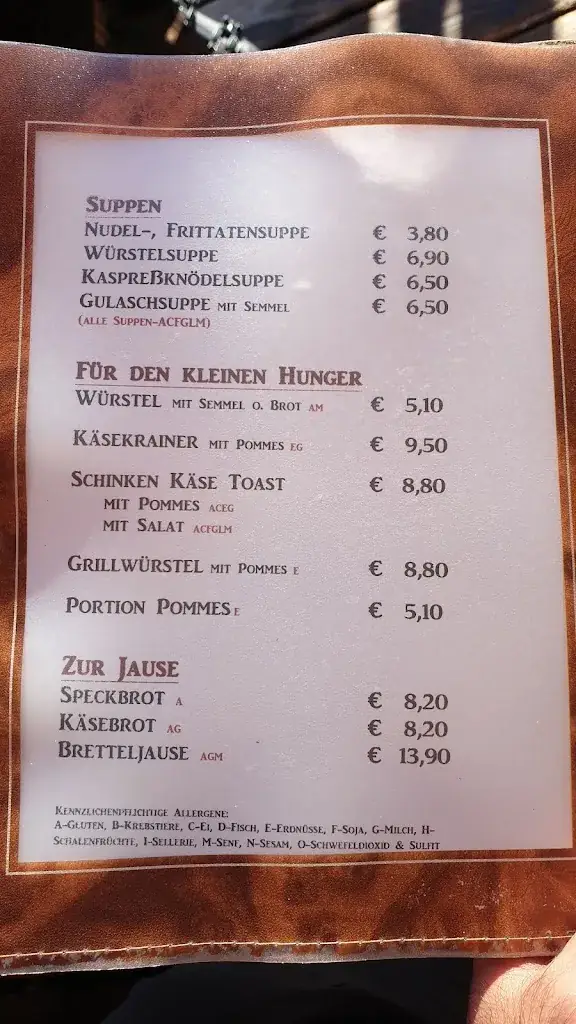 Suppen
Nudel-, Frittatensuppe € 3,80
Würstelsuppe € 6,90
Kaspreßknödelsuppe € 6,50
Gulaschsuppe mit Semmel € 6,50
(alle Suppen-ACFGLM)
Für den kleinen Hunger
Würstel mit Semmel o. Brot AM € 5,10
Käsekrainer mit Pommes EG € 9,50
Schinken Käse Toast € 8,80
mit Pommes ACEG
mit Salat ACFGLM
Grillwürstel mit Pommes E € 8,80
Portion Pommes E € 5,10
Zur Jause
Speckbrot A € 8,20
Käsebrot AG € 8,20
Bretteljause AGM € 13,90
Kennzlichenpflichtige Allergene:
A-Gluten, B-Krebstiere, C-Ei, D-Fisch, E-Erdnüsse, F-Soja, G-Milch, H-
Schalenfrüchte, I-Sellerie, M-Senf, N-Sesam, O-Schwefeldioxid & Sulfit